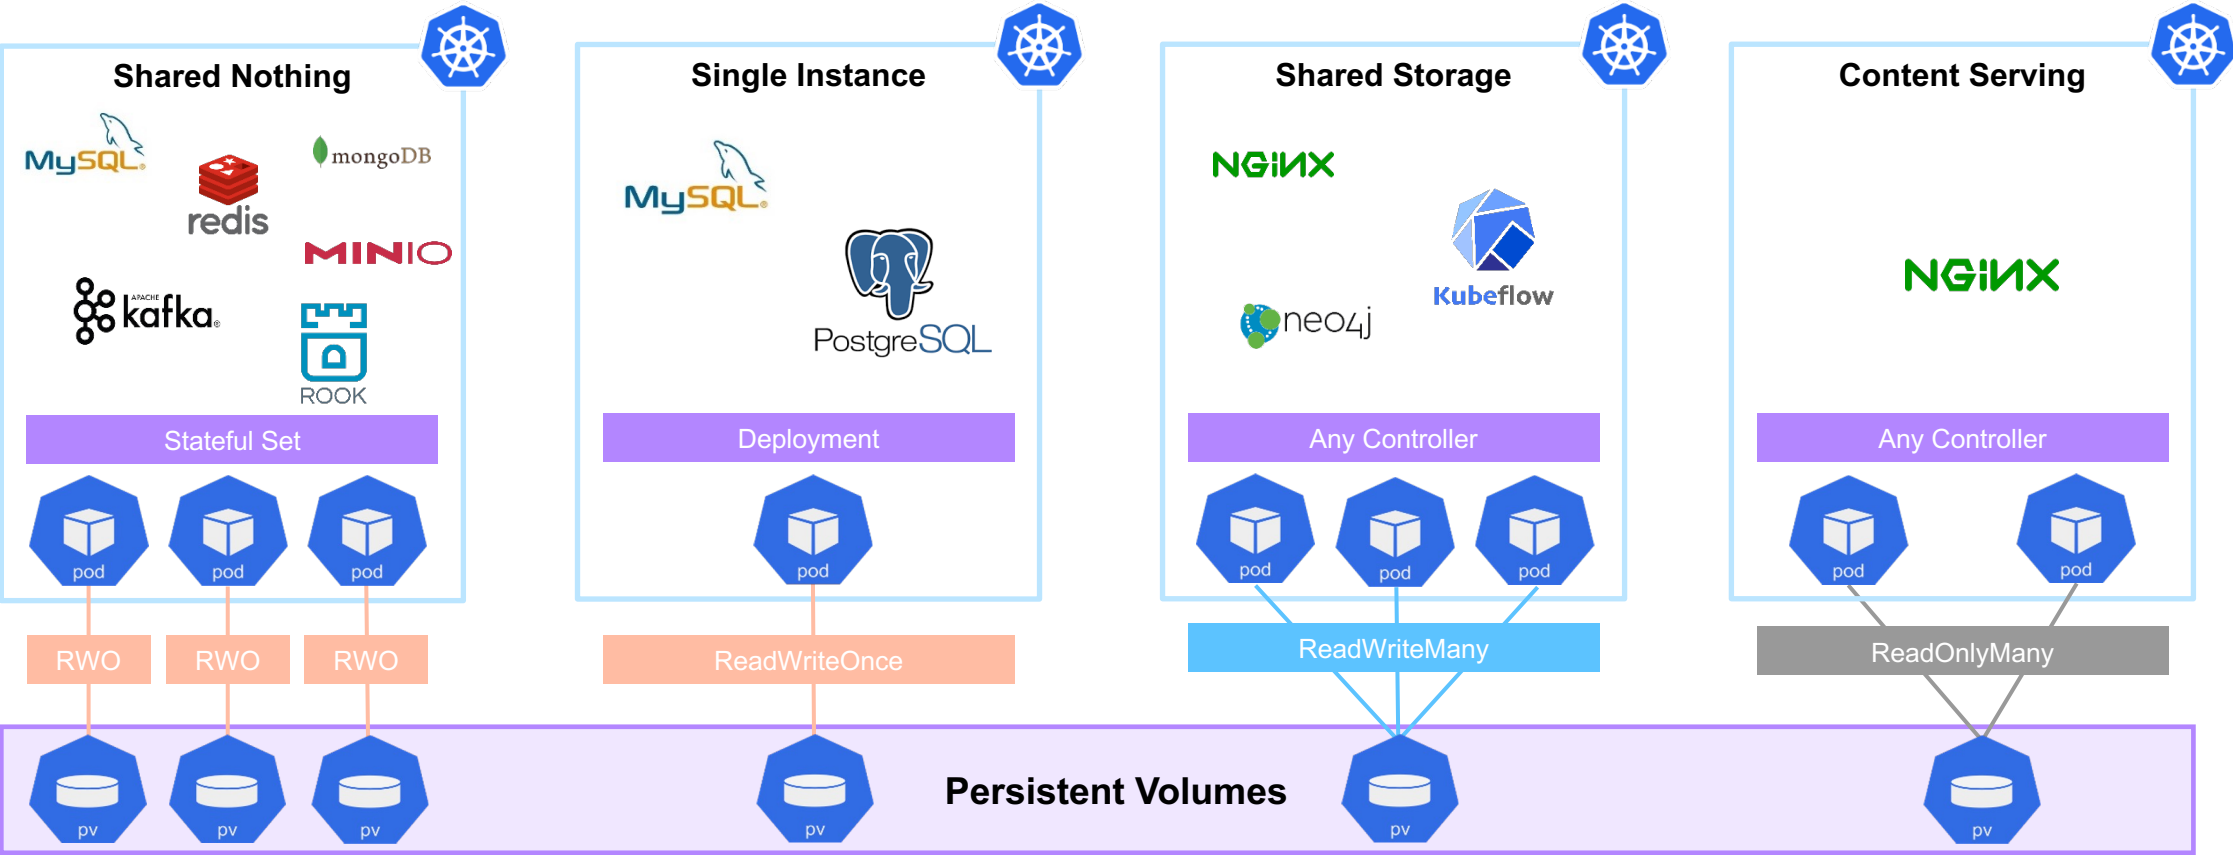 Shared Nothing
MySQL®
redis
mongoDB
MINIO
APACHE
kafka®
ROOK
Stateful Set
pod
pod
pod
RWO
RWO
RWO
pv
pv
pv
Single Instance
MySQL®
PostgreSQL
Deployment
pod
ReadWriteOnce
pv
Persistent Volumes
Shared Storage
NGINX
Kubeflow
neo4j
Any Controller
pod
pod
pod
ReadWriteMany
pv
Content Serving
NGINX
Any Controller
pod
pod
ReadOnlyMany
pv